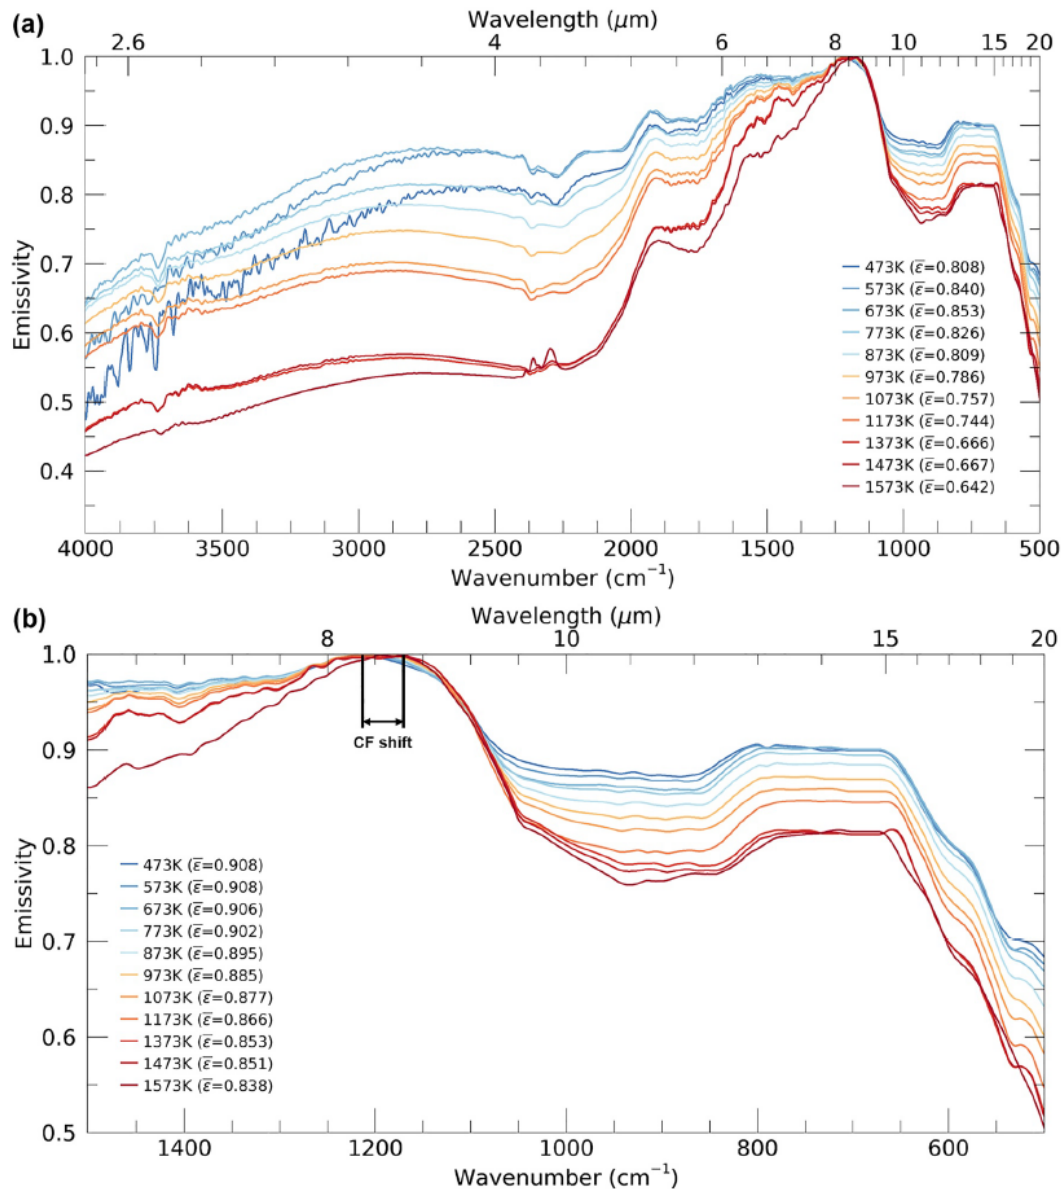 (a)
Wavelength (μm)
2.6 4 6 8 10 15 20
1.0
0.9
0.8
0.7
0.6
0.5
0.4
Emissivity
473K (ε̅=0.808)
573K (ε̅=0.840)
673K (ε̅=0.853)
773K (ε̅=0.826)
873K (ε̅=0.809)
973K (ε̅=0.786)
1073K (ε̅=0.757)
1173K (ε̅=0.744)
1373K (ε̅=0.666)
1473K (ε̅=0.667)
1573K (ε̅=0.642)
4000 3500 3000 2500 2000 1500 1000 500
Wavenumber (cm⁻¹)
(b)
Wavelength (μm)
8 10 15 20
1.0
0.9
0.8
0.7
0.6
0.5
Emissivity
CF shift
473K (ε̅=0.908)
573K (ε̅=0.908)
673K (ε̅=0.906)
773K (ε̅=0.902)
873K (ε̅=0.895)
973K (ε̅=0.885)
1073K (ε̅=0.877)
1173K (ε̅=0.866)
1373K (ε̅=0.853)
1473K (ε̅=0.851)
1573K (ε̅=0.838)
1400 1200 1000 800 600
Wavenumber (cm⁻¹)